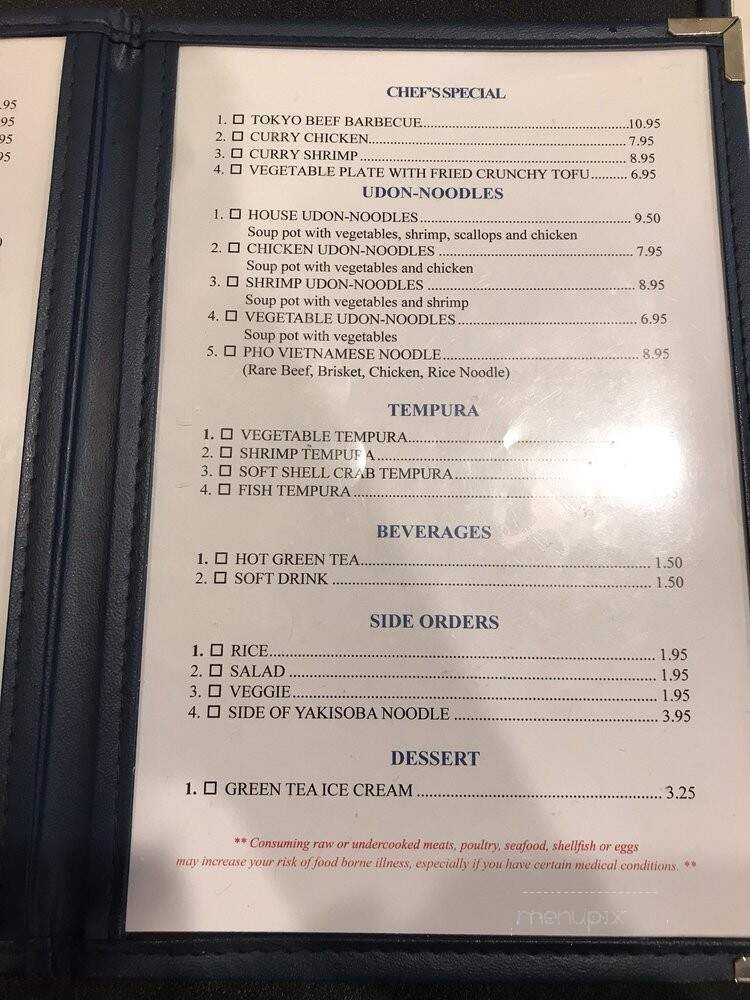 .95
95
95
95
CHEF'S SPECIAL
1. ☐ TOKYO BEEF BARBECUE..........10.95
2. ☐ CURRY CHICKEN..........7.95
3. ☐ CURRY SHRIMP..........8.95
4. ☐ VEGETABLE PLATE WITH FRIED CRUNCHY TOFU.......... 6.95
UDON-NOODLES
1. ☐ HOUSE UDON-NOODLES.......... 9.50
Soup pot with vegetables, shrimp, scallops and chicken
2. ☐ CHICKEN UDON-NOODLES .......... 7.95
Soup pot with vegetables and chicken
3. ☐ SHRIMP UDON-NOODLES .......... 8.95
Soup pot with vegetables and shrimp
4. ☐ VEGETABLE UDON-NOODLES.......... 6.95
Soup pot with vegetables
5. ☐ PHO VIETNAMESE NOODLE.......... 8.95
(Rare Beef, Brisket, Chicken, Rice Noodle)
TEMPURA
1. ☐ VEGETABLE TEMPURA..........
2. ☐ SHRIMP TEMPURA..........
3. ☐ SOFT SHELL CRAB TEMPURA..........
4. ☐ FISH TEMPURA..........
BEVERAGES
1. ☐ HOT GREEN TEA.......... 1.50
2. ☐ SOFT DRINK .......... 1.50
SIDE ORDERS
1. ☐ RICE.......... 1.95
2. ☐ SALAD .......... 1.95
3. ☐ VEGGIE.......... 1.95
4. ☐ SIDE OF YAKISOBA NOODLE .......... 3.95
DESSERT
1. ☐ GREEN TEA ICE CREAM .......... 3.25
** Consuming raw or undercooked meats, poultry, seafood, shellfish or eggs
may increase your risk of food borne illness, especially if you have certain medical conditions. **
menupix